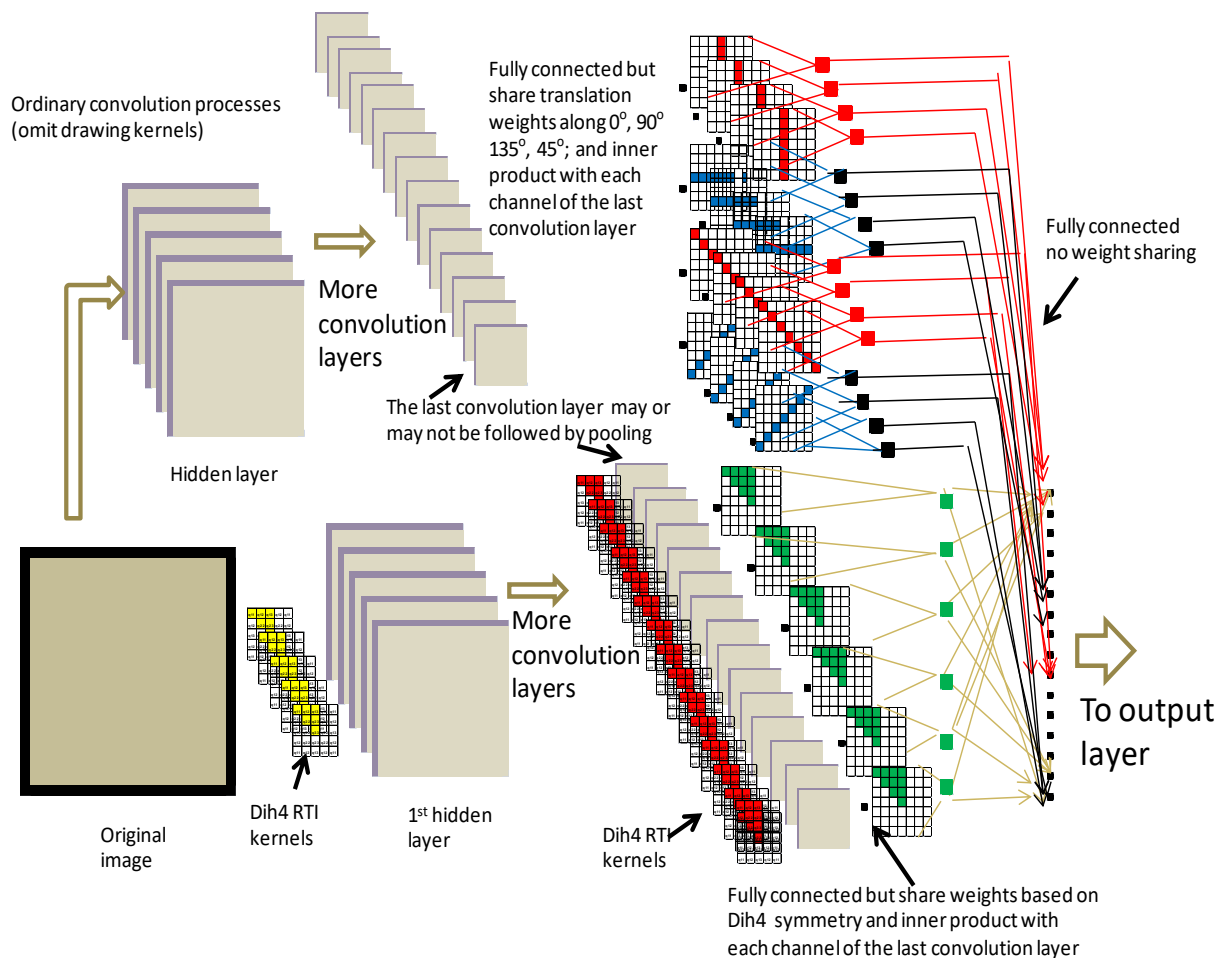 Ordinary convolution processes
(omit drawing kernels)
Fully connected but
share translation
weights along 0°, 90°
135°, 45°; and inner
product with each
channel of the last
convolution layer
More
convolution
layers
Fully connected
no weight sharing
The last convolution layer may or
may not be followed by pooling
Hidden layer
More
convolution
layers
Dih4 RTI
kernels
1st hidden
layer
Original
image
Dih4 RTI
kernels
To output
layer
Fully connected but share weights based on
Dih4 symmetry and inner product with
each channel of the last convolution layer